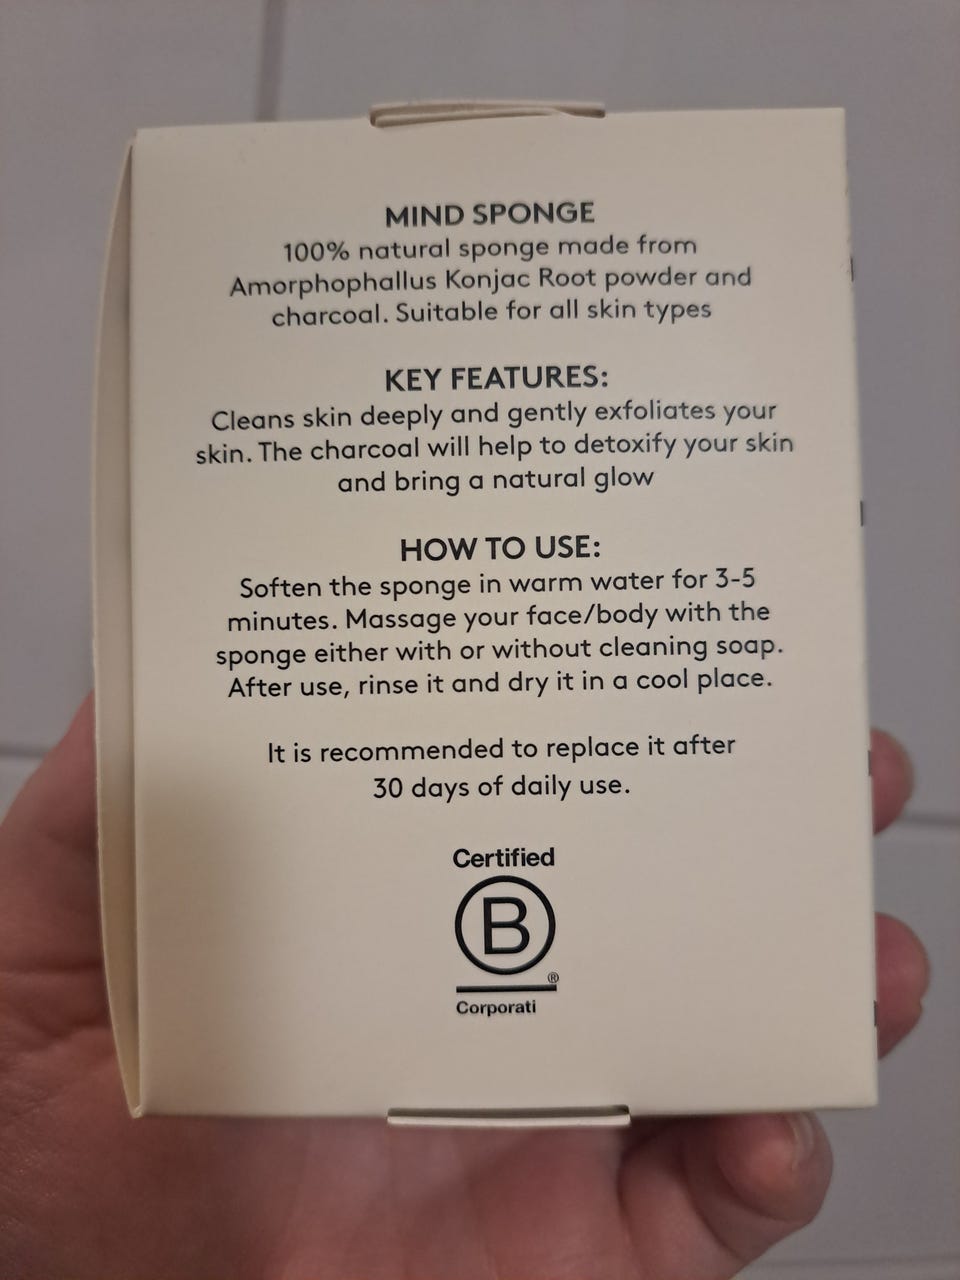 MIND SPONGE
100% natural sponge made from
Amorphophallus Konjac Root powder and
charcoal. Suitable for all skin types
KEY FEATURES:
Cleans skin deeply and gently exfoliates your
skin. The charcoal will help to detoxify your skin
and bring a natural glow
HOW TO USE:
Soften the sponge in warm water for 3-5
minutes. Massage your face/body with the
sponge either with or without cleaning soap.
After use, rinse it and dry it in a cool place.
It is recommended to replace it after
30 days of daily use.
Certified
B
®
Corporati